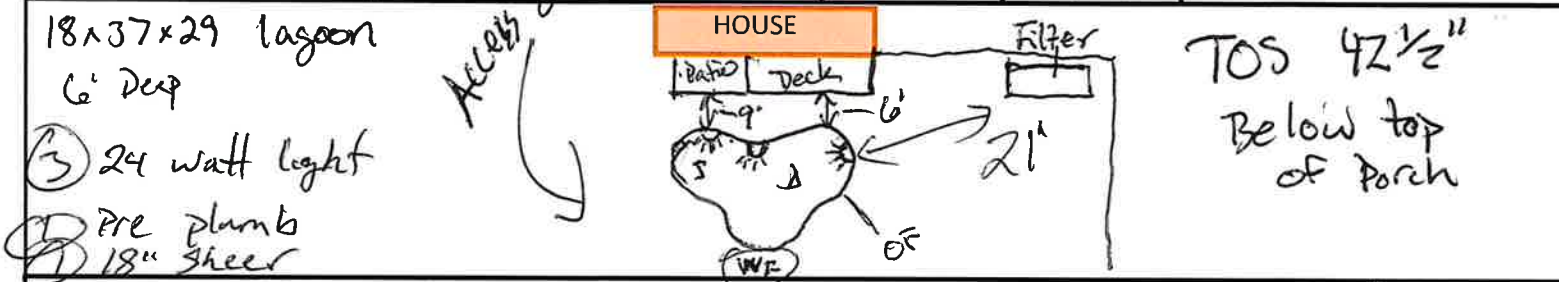 18x37x29 lagoon
6' Deep
③ 24 watt light
① Pre plumb
① 18" sheer
Access
HOUSE
Patio
Deck
9'
6'
S
D
WF
OF
21'
Filter
TOS 42 1/2"
Below top
of Porch